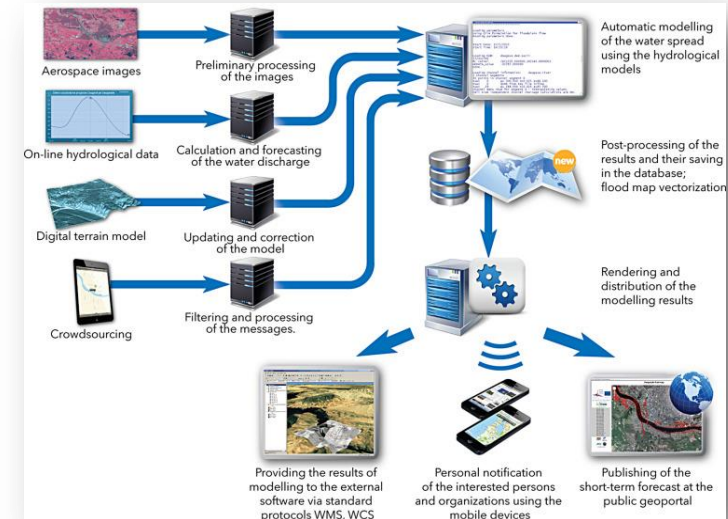 Aerospace images
Preliminary processing
of the images
Automatic modelling
of the water spread
using the hydrological
models
On-line hydrological data
Calculation and forecasting
of the water discharge
Post-processing of the
results and their saving
in the database;
flood map vectorization
new
Digital terrain model
Updating and correction
of the model
Rendering and
distribution of the
modelling results
Crowdsourcing
Filtering and processing
of the messages.
Providing the results of
modelling to the external
software via standard
protocols WMS, WCS
Personal notification
of the interested persons
and organizations using the
mobile devices
Publishing of the
short-term forecast at the
public geoportal